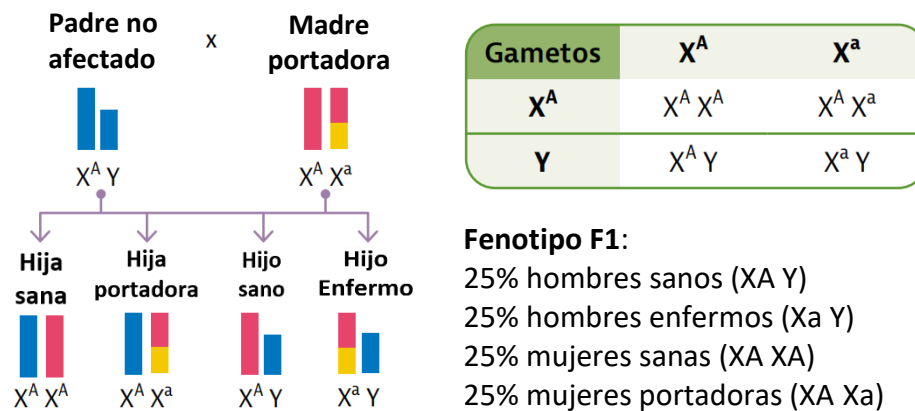 Padre no
afectado
x
Madre
portadora
Xᴬ Y
Xᴬ Xᵃ
Hija
sana
Hija
portadora
Hijo
sano
Hijo
Enfermo
Xᴬ Xᴬ
Xᴬ Xᵃ
Xᴬ Y
Xᵃ Y
Gametos Xᴬ Xᵃ
Xᴬ Xᴬ Xᴬ Xᴬ Xᵃ
Y Xᴬ Y Xᵃ Y
Fenotipo F1:
25% hombres sanos (XA Y)
25% hombres enfermos (Xa Y)
25% mujeres sanas (XA XA)
25% mujeres portadoras (XA Xa)